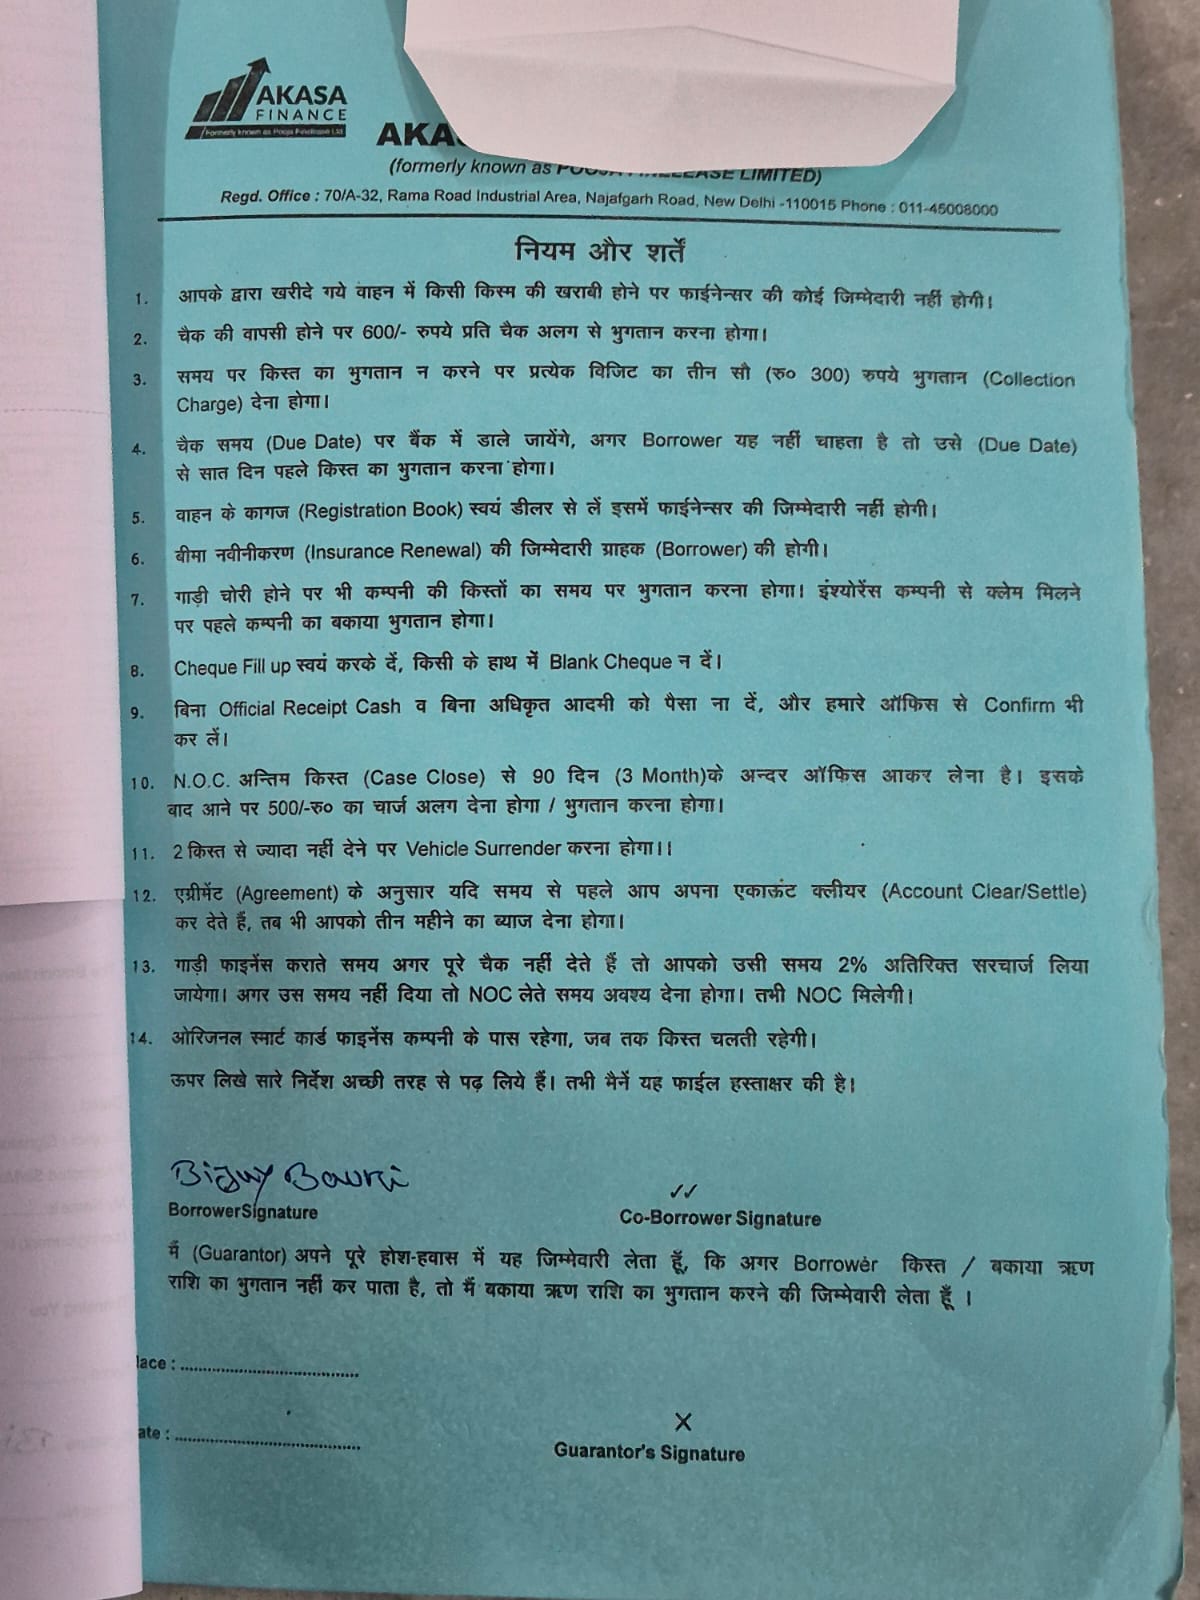 AKASA
FINANCE
Formerly known as Pooja Finelease Ltd
(formerly known as LIMITED)
Regd. Office : 70/A-32, Rama Road Industrial Area, Najafgarh Road, New Delhi -110015 Phone : 011-45008000
नियम और शर्तें
1. आपके द्वारा खरीदे गये वाहन में किसी किस्म की खराबी होने पर फाईनेन्सर की कोई जिम्मेदारी नहीं होगी।
2. चैक की वापसी होने पर 600/- रुपये प्रति चैक अलग से भुगतान करना होगा।
3. समय पर किस्त का भुगतान न करने पर प्रत्येक विजिट का तीन सौ (रु० 300) रुपये भुगतान (Collection
Charge) देना होगा।
4. चैक समय (Due Date) पर बैंक में डाले जायेंगे, अगर Borrower यह नहीं चाहता है तो उसे (Due Date)
से सात दिन पहले किस्त का भुगतान करना होगा।
5. वाहन के कागज (Registration Book) स्वयं डीलर से लें इसमें फाईनेन्सर की जिम्मेदारी नहीं होगी।
6. बीमा नवीनीकरण (Insurance Renewal) की जिम्मेदारी ग्राहक (Borrower) की होगी।
7. गाड़ी चोरी होने पर भी कम्पनी की किस्तों का समय पर भुगतान करना होगा। इंश्योरेंस कम्पनी से क्लेम मिलने
पर पहले कम्पनी का बकाया भुगतान होगा।
8. Cheque Fill up स्वयं करके दें, किसी के हाथ में Blank Cheque न दें।
9. बिना Official Receipt Cash व बिना अधिकृत आदमी को पैसा ना दें, और हमारे ऑफिस से Confirm भी
कर लें।
10. N.O.C. अन्तिम किस्त (Case Close) से 90 दिन (3 Month)के अन्दर ऑफिस आकर लेना है। इसके
बाद आने पर 500/-रु० का चार्ज अलग देना होगा / भुगतान करना होगा।
11. 2 किस्त से ज्यादा नहीं देने पर Vehicle Surrender करना होगा।।
12. एग्रीमेंट (Agreement) के अनुसार यदि समय से पहले आप अपना एकाऊंट क्लीयर (Account Clear/Settle)
कर देते हैं, तब भी आपको तीन महीने का ब्याज देना होगा।
13. गाड़ी फाइनेंस कराते समय अगर पूरे चैक नहीं देते हैं तो आपको उसी समय 2% अतिरिक्त सरचार्ज लिया
जायेगा। अगर उस समय नहीं दिया तो NOC लेते समय अवश्य देना होगा। तभी NOC मिलेगी।
14. ओरिजनल स्मार्ट कार्ड फाइनेंस कम्पनी के पास रहेगा, जब तक किस्त चलती रहेगी।
ऊपर लिखे सारे निर्देश अच्छी तरह से पढ़ लिये हैं। तभी मैनें यह फाईल हस्ताक्षर की है।
Bijuy Bauri
BorrowerSignature
Co-Borrower Signature
मैं (Guarantor) अपने पूरे होश-हवास में यह जिम्मेवारी लेता हूँ, कि अगर Borrower किस्त / बकाया ऋण
राशि का भुगतान नहीं कर पाता है, तो मैं बकाया ऋण राशि का भुगतान करने की जिम्मेवारी लेता हूँ ।
lace : ....................................
X
ate : ....................................
Guarantor's Signature